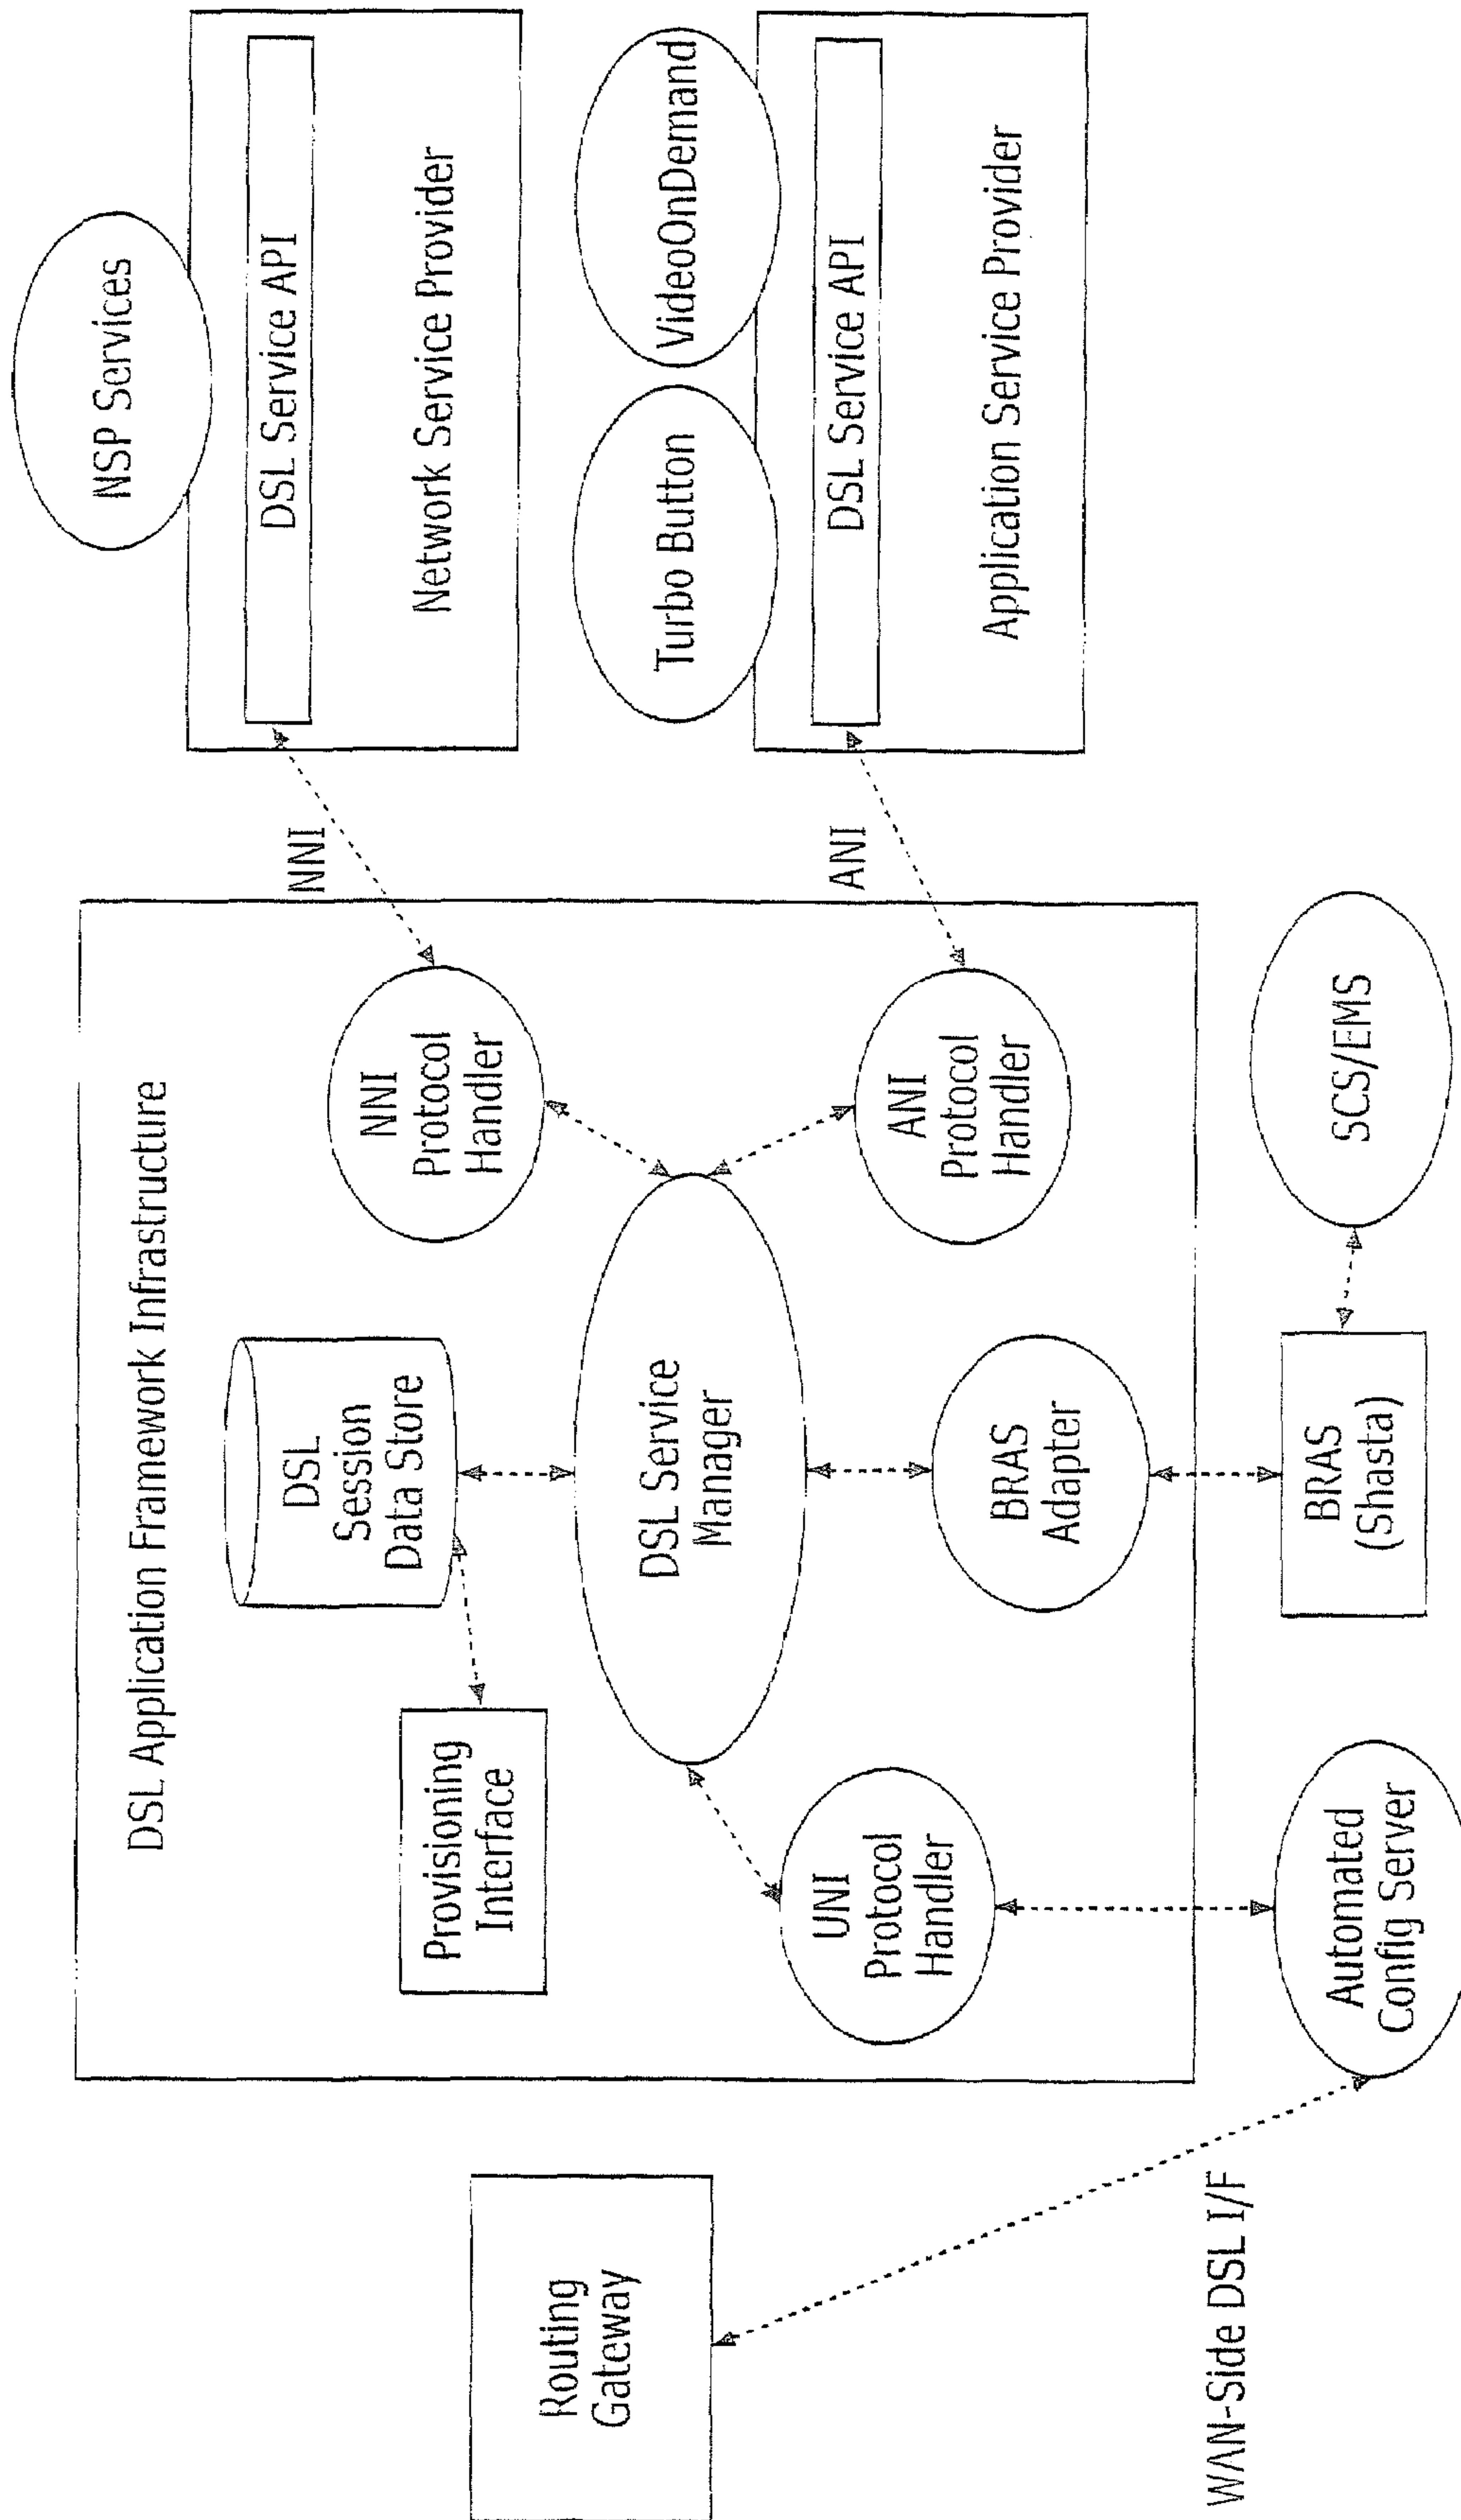 DSL Application Framework Infrastructure
NSP Services
DSL Service API
Network Service Provider
NNI
DSL
Session
Data Store
Provisioning
Interface
NNI
Protocol
Handler
Turbo Button
VideoOnDemand
DSL Service API
Application Service Provider
ANI
Routing
Gateway
DSL Service
Manager
UNI
Protocol
Handler
BRAS
Adapter
ANI
Protocol
Handler
WAN-Side DSL I/F
Automated
Config Server
BRAS
(Shasta)
SCS/EMS